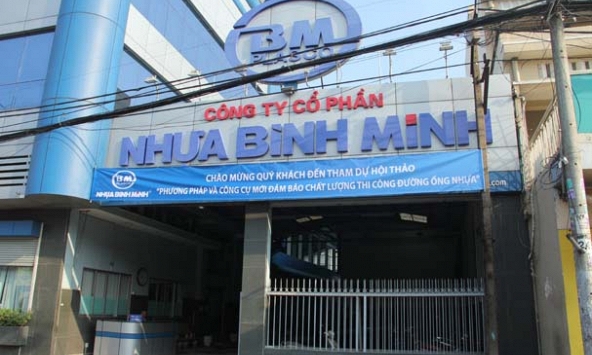 BM
PLASCO
CÔNG TY CỔ PHẦN
NHỰA BÌNH MINH
CHÀO MỪNG QUÝ KHÁCH ĐẾN THAM DỰ HỘI THẢO
NHỰA BÌNH MINH
"PHƯƠNG PHÁP VÀ CÔNG CỤ MỚI ĐẢM BẢO CHẤT LƯỢNG THI CÔNG ĐƯỜNG ỐNG NHỰA"
.com